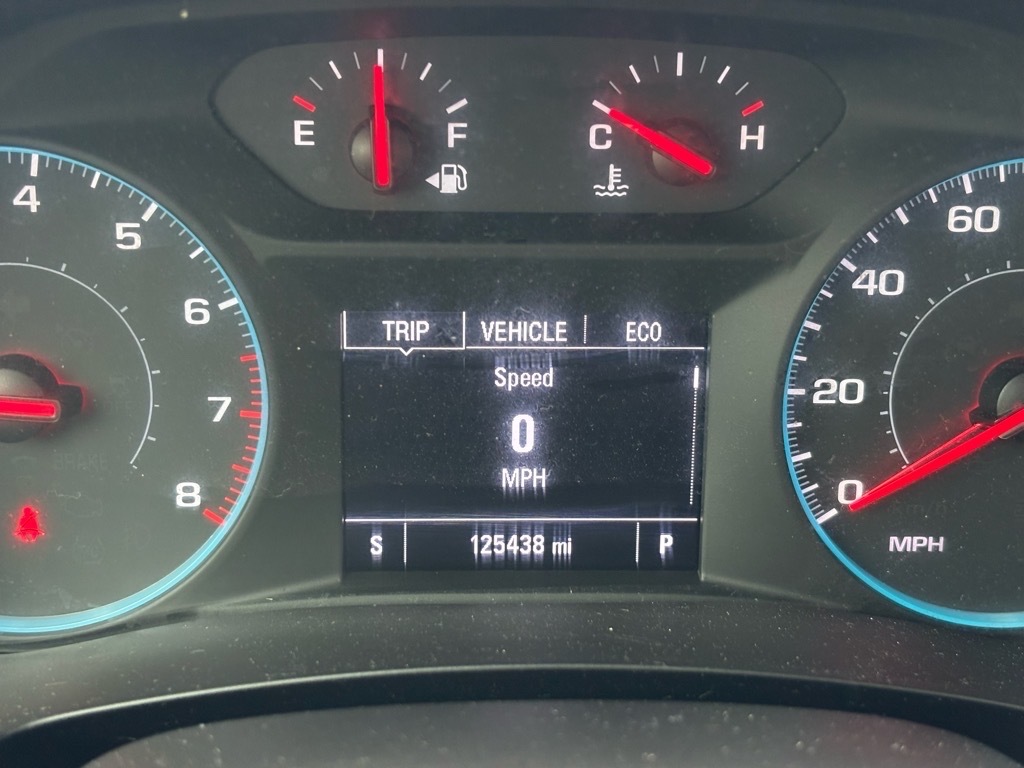 E F
C H
4
5
6
7
8
TRIP VEHICLE ECO
Speed
0
MPH
S 125438 mi P
60
40
20
0
MPH